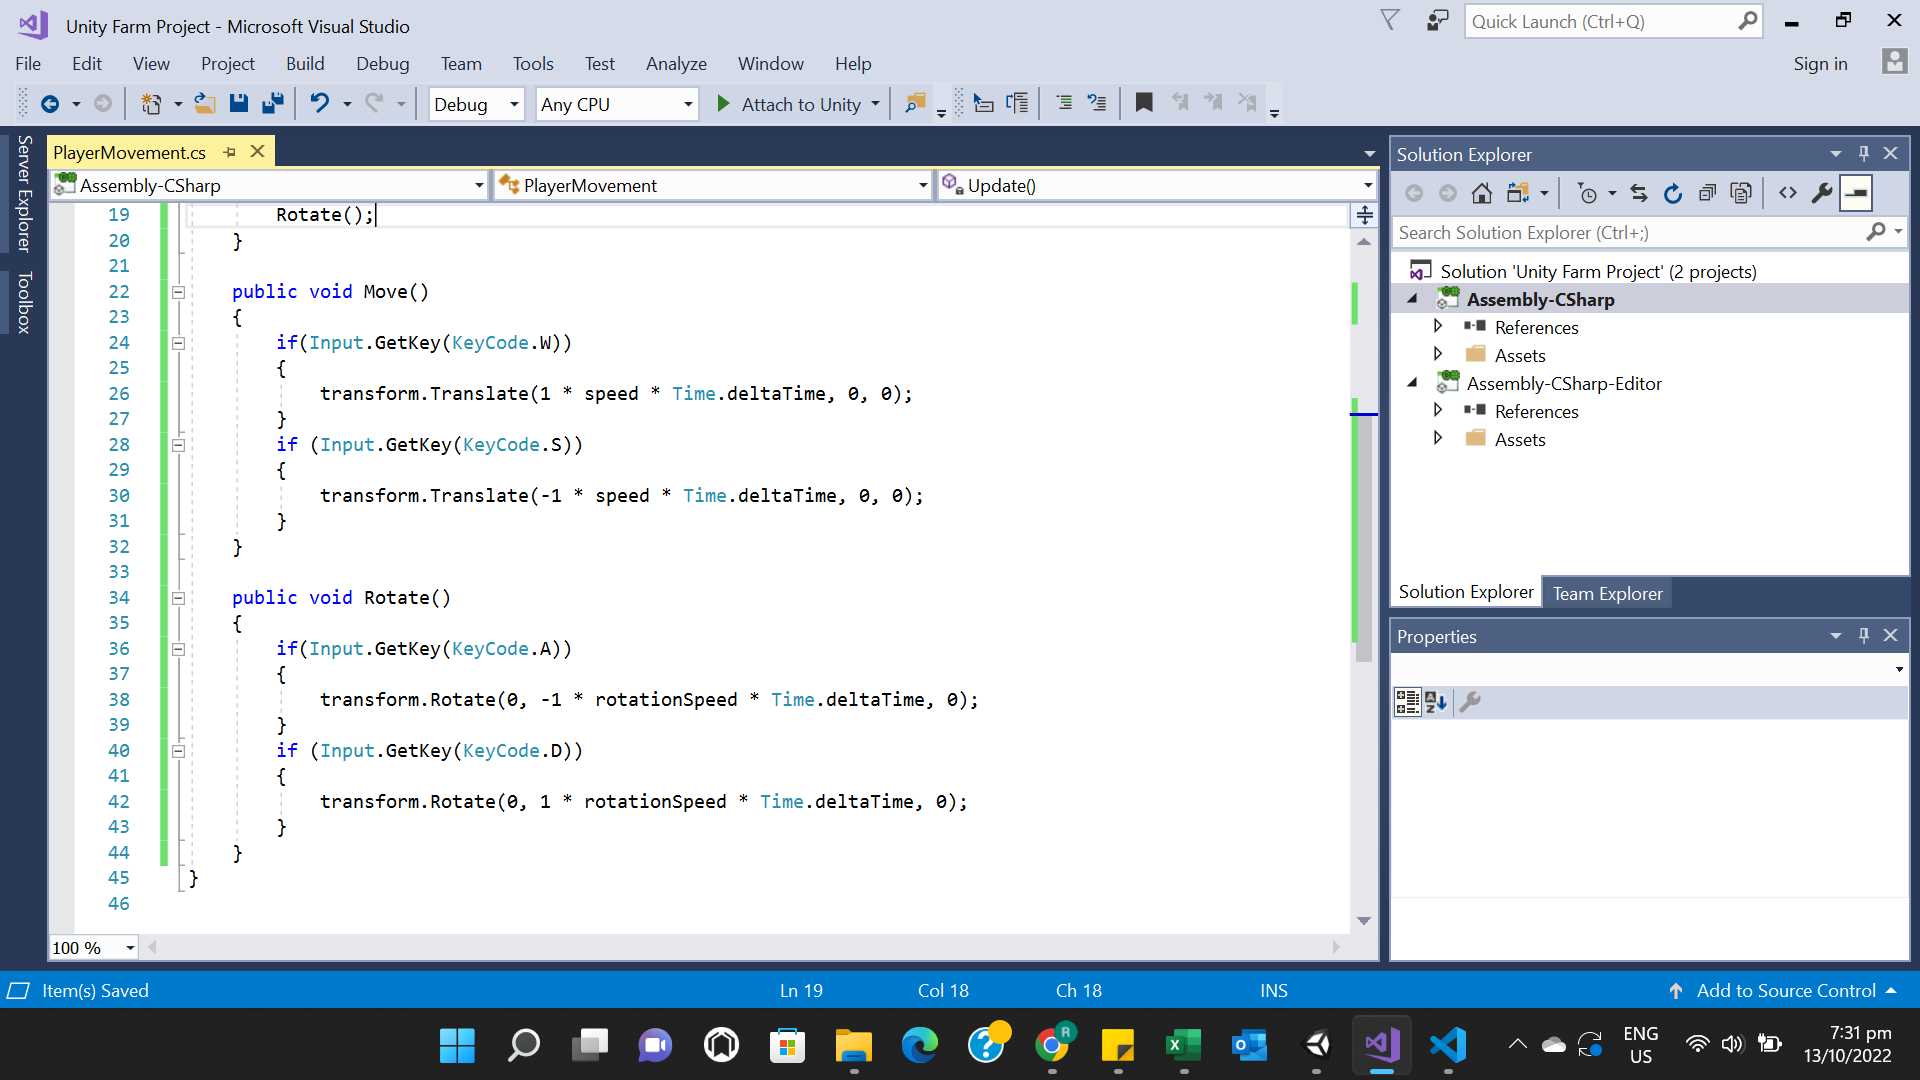 Unity Farm Project - Microsoft Visual Studio
Quick Launch (Ctrl+Q)
File Edit View Project Build Debug Team Tools Test Analyze Window Help
Sign in
Debug Any CPU Attach to Unity
Server Explorer
Toolbox
PlayerMovement.cs
Assembly-CSharp PlayerMovement Update()
19 Rotate();
20 }
21
22 public void Move()
23 {
24 if(Input.GetKey(KeyCode.W))
25 {
26 transform.Translate(1 * speed * Time.deltaTime, 0, 0);
27 }
28 if (Input.GetKey(KeyCode.S))
29 {
30 transform.Translate(-1 * speed * Time.deltaTime, 0, 0);
31 }
32 }
33
34 public void Rotate()
35 {
36 if(Input.GetKey(KeyCode.A))
37 {
38 transform.Rotate(0, -1 * rotationSpeed * Time.deltaTime, 0);
39 }
40 if (Input.GetKey(KeyCode.D))
41 {
42 transform.Rotate(0, 1 * rotationSpeed * Time.deltaTime, 0);
43 }
44 }
45 }
46
100 %
Solution Explorer
Search Solution Explorer (Ctrl+;)
Solution 'Unity Farm Project' (2 projects)
Assembly-CSharp
References
Assets
Assembly-CSharp-Editor
References
Assets
Solution Explorer Team Explorer
Properties
Item(s) Saved Ln 19 Col 18 Ch 18 INS Add to Source Control
R
ENG
US
7:31 pm
13/10/2022